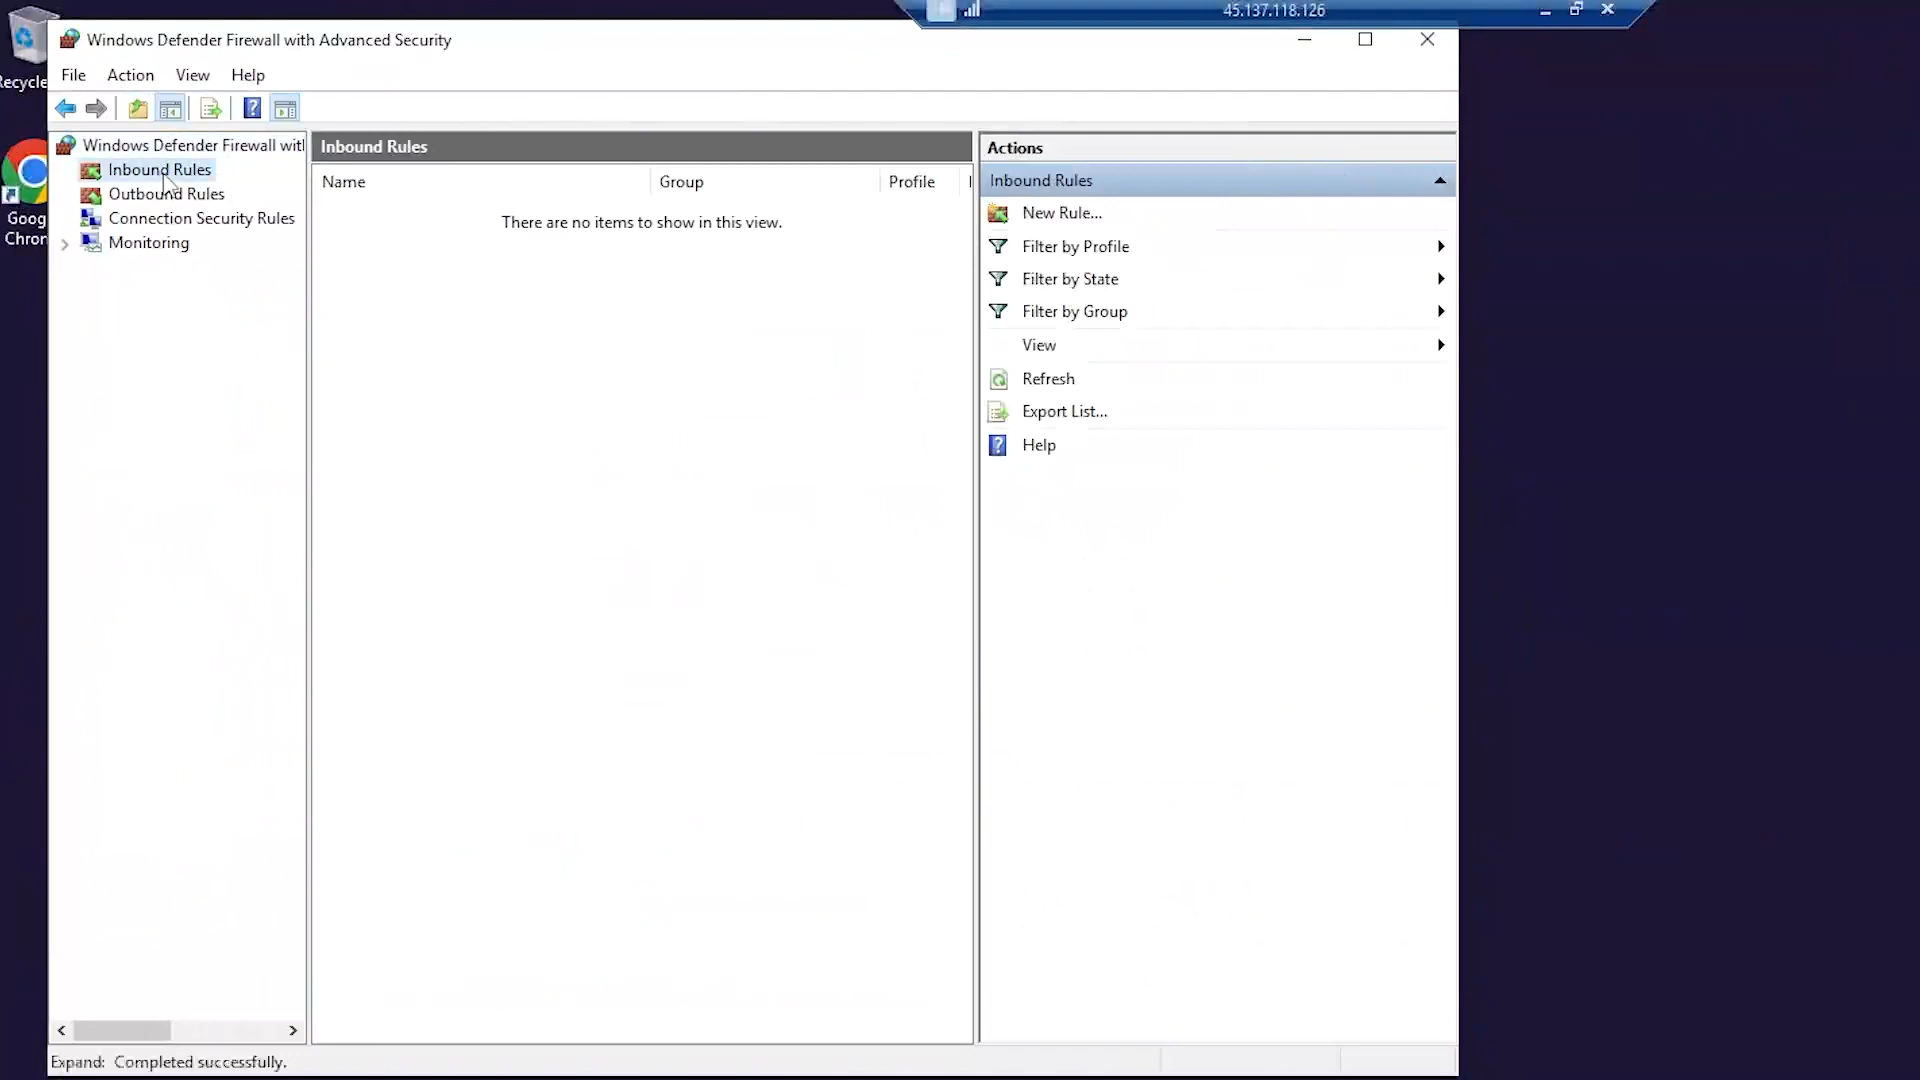 45.137.118.126
Recycle
Goog
Chron
Windows Defender Firewall with Advanced Security
File Action View Help
Windows Defender Firewall wit
Inbound Rules
Outbound Rules
Connection Security Rules
Monitoring
Inbound Rules
Name Group Profile
There are no items to show in this view.
Actions
Inbound Rules
New Rule...
Filter by Profile
Filter by State
Filter by Group
View
Refresh
Export List...
Help
Expand: Completed successfully.